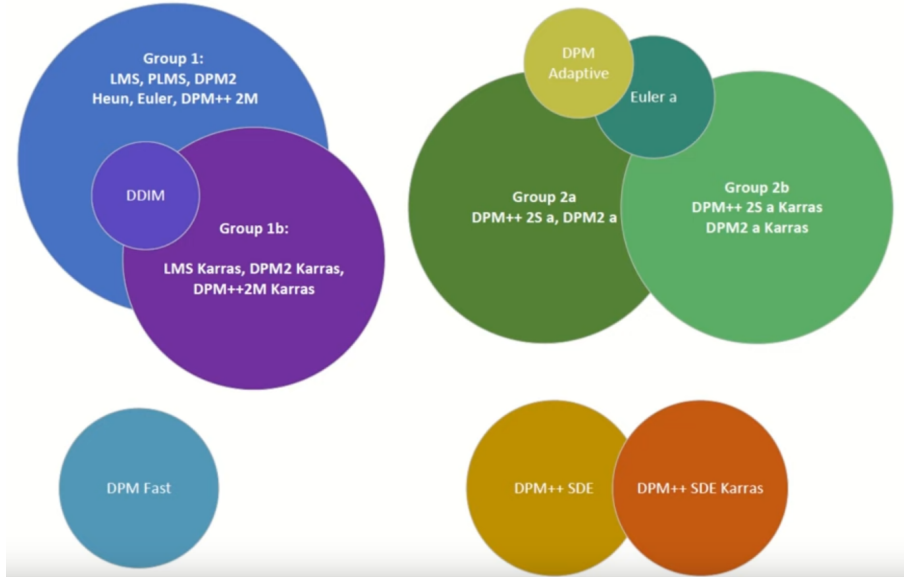 Group 1:
LMS, PLMS, DPM2
Heun, Euler, DPM++ 2M
DDIM
Group 1b:
LMS Karras, DPM2 Karras,
DPM++2M Karras
DPM
Adaptive
Euler a
Group 2a
DPM++ 2S a, DPM2 a
Group 2b
DPM++ 2S a Karras
DPM2 a Karras
DPM Fast
DPM++ SDE
DPM++ SDE Karras